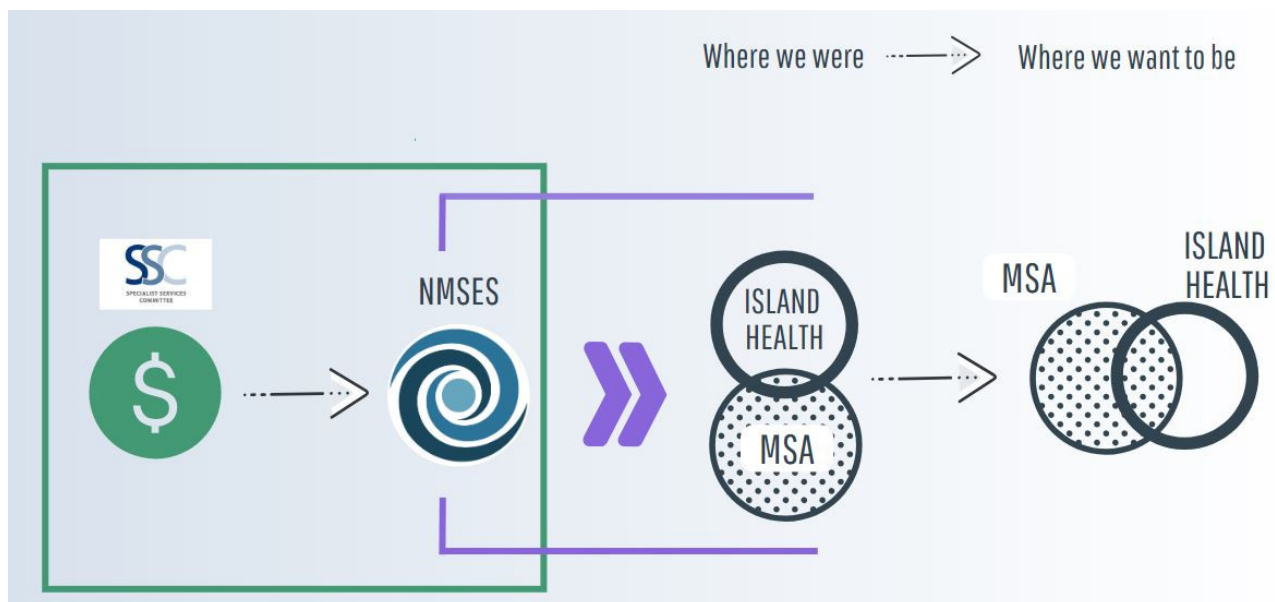 Where we were
Where we want to be
SSC
SPECIALIST SERVICES
COMMITTEE
$
NMSES
ISLAND
HEALTH
MSA
MSA
ISLAND
HEALTH